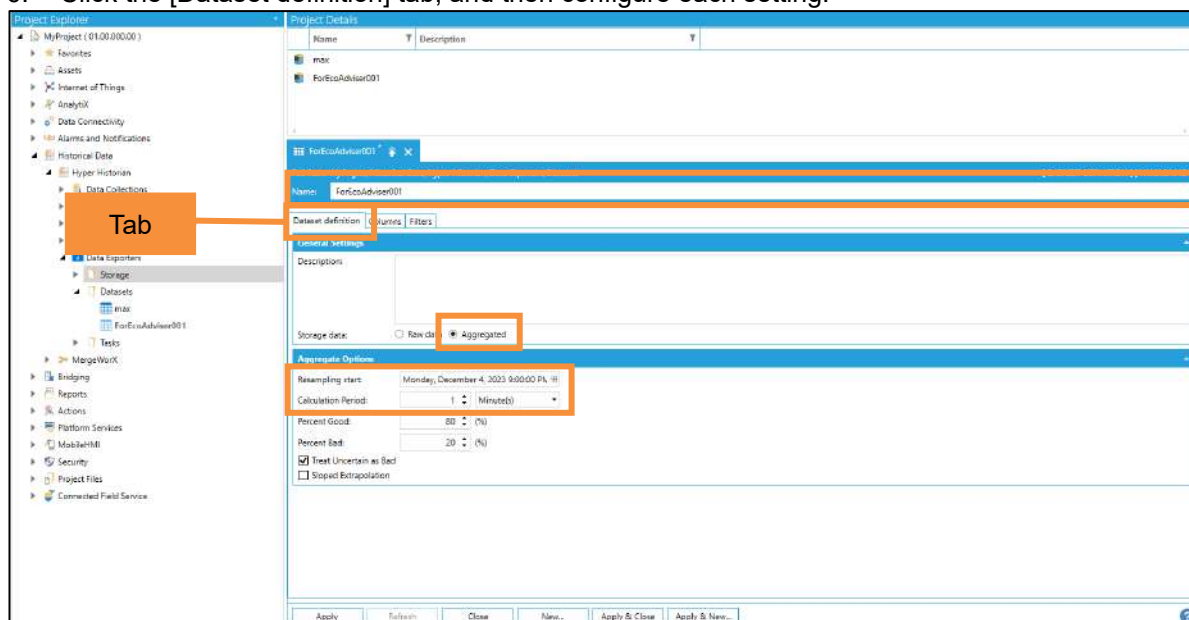 Click the [Dataset definition] tab, and then configure each setting.
Project Explorer
MyProject ( 01.00.000.00 )
Favorites
Assets
Internet of Things
AnalytiX
Data Connectivity
Alarms and Notifications
Historical Data
Hyper Historian
Data Collections
Tab
Data Exporters
Storage
Datasets
max
ForEcoAdviser001
Tasks
MergeWorX
Bridging
Reports
Actions
Platform Services
MobileHMI
Security
Project Files
Connected Field Service
Project Details
Name Description
max
ForEcoAdviser001
ForEcoAdviser001*
Name: ForEcoAdviser001
Dataset definition Columns Filters
General Settings
Description:
Storage date: Raw data Aggregated
Aggregate Options
Resampling start: Monday, December 4, 2023 9:00:00 PM
Calculation Period: 1 Minute(s)
Percent Good: 80 (%)
Percent Bad: 20 (%)
Treat Uncertain as Bad
Sloped Extrapolation
Apply Refresh Close New... Apply & Close Apply & New...